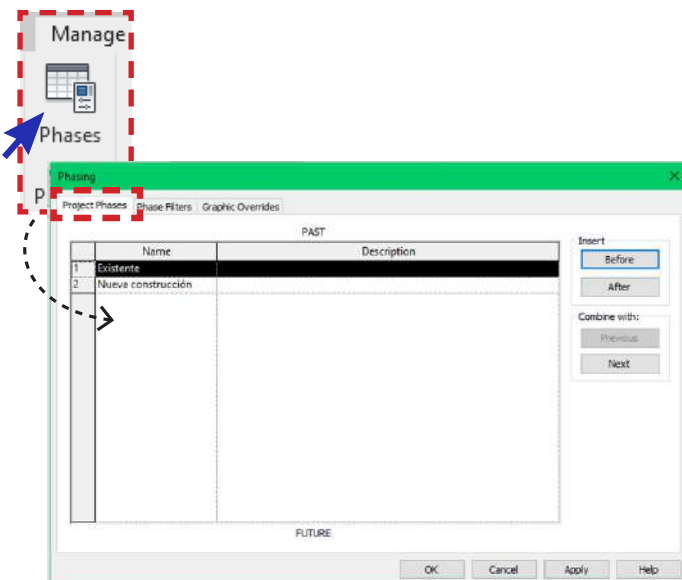 Manage
Phases
P
Phasing
Project Phases Phase Filters Graphic Overrides
PAST
Name Description
1 Existente
2 Nueva construcción
FUTURE
Insert
Before
After
Combine with:
Previous
Next
OK Cancel Apply Help